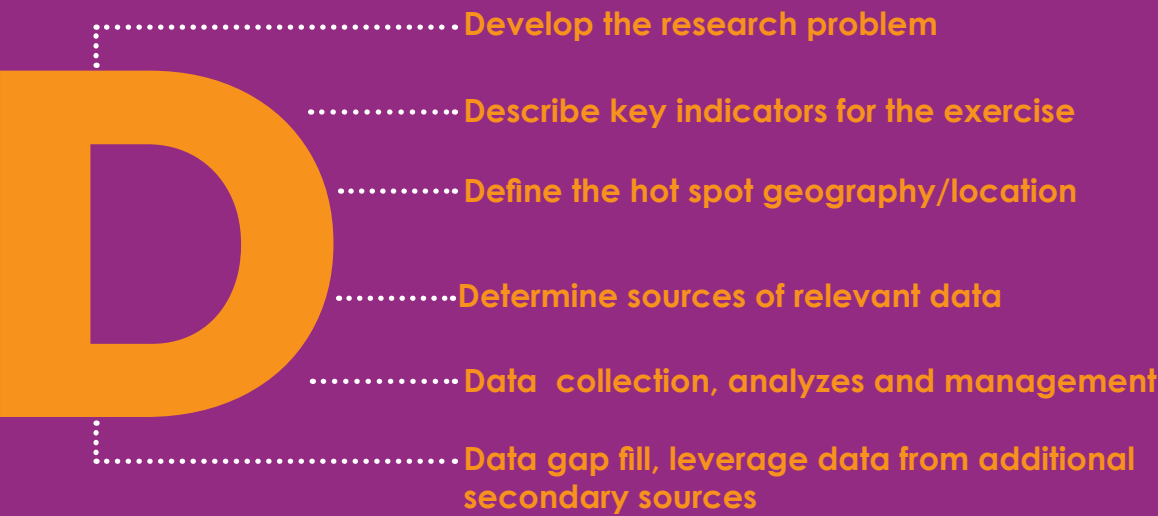 D
Develop the research problem
Describe key indicators for the exercise
Define the hot spot geography/location
Determine sources of relevant data
Data  collection, analyzes and management
Data gap fill, leverage data from additional
secondary sources